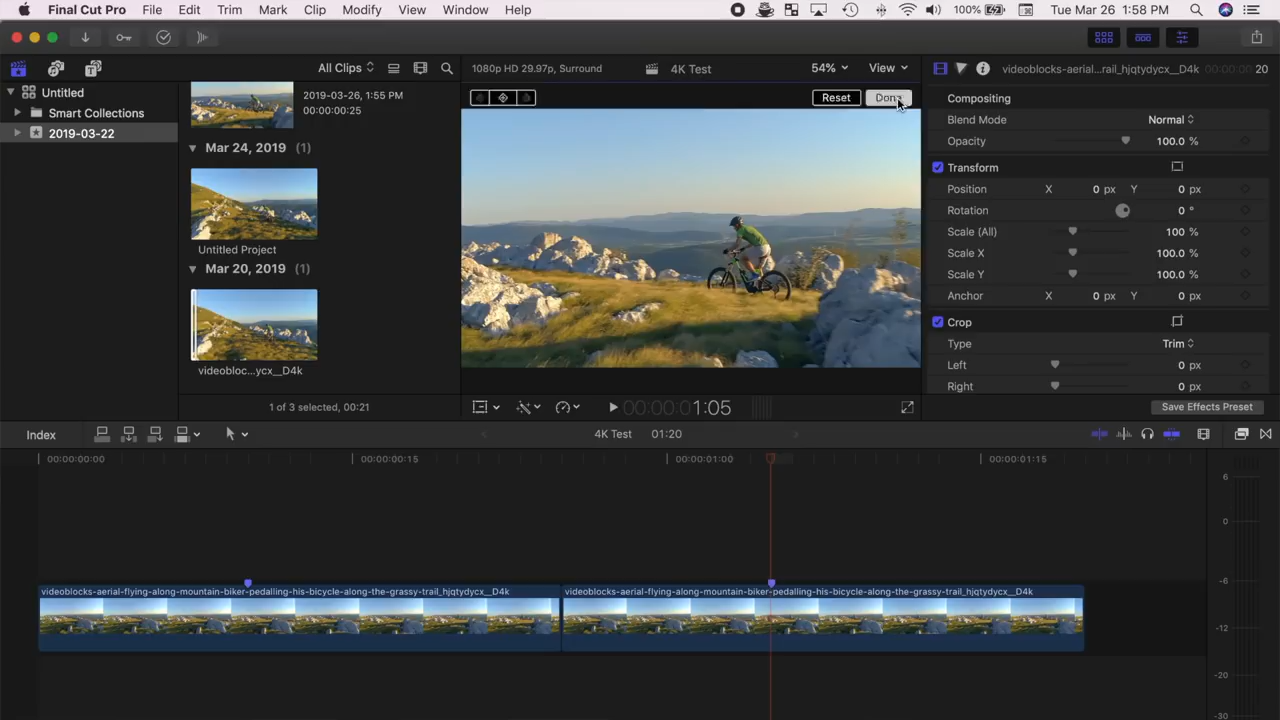 Final Cut Pro File Edit Trim Mark Clip Modify View Window Help 100% Tue Mar 26 1:58 PM
All Clips
1080p HD 29.97p, Surround 4K Test 54% View
videoblocks-aerial...rail_hjqtydycx__D4k 00:00:00:20
Untitled
Smart Collections
2019-03-22
2019-03-26, 1:55 PM
00:00:00:25
Mar 24, 2019 (1)
Untitled Project
Mar 20, 2019 (1)
videobloc...ycx__D4k
1 of 3 selected, 00:21
Reset Done
00:00:01:05
Compositing
Blend Mode Normal
Opacity 100.0 %
Transform
Position X 0 px Y 0 px
Rotation 0 °
Scale (All) 100 %
Scale X 100.0 %
Scale Y 100.0 %
Anchor X 0 px Y 0 px
Crop
Type Trim
Left 0 px
Right 0 px
Save Effects Preset
Index 4K Test 01:20
00:00:00:00 00:00:00:15 00:00:01:00 00:00:01:15
videoblocks-aerial-flying-along-mountain-biker-pedalling-his-bicycle-along-the-grassy-trail_hjqtydycx__D4k
videoblocks-aerial-flying-along-mountain-biker-pedalling-his-bicycle-along-the-grassy-trail_hjqtydycx__D4k
6
0
-6
-12
-20
-30